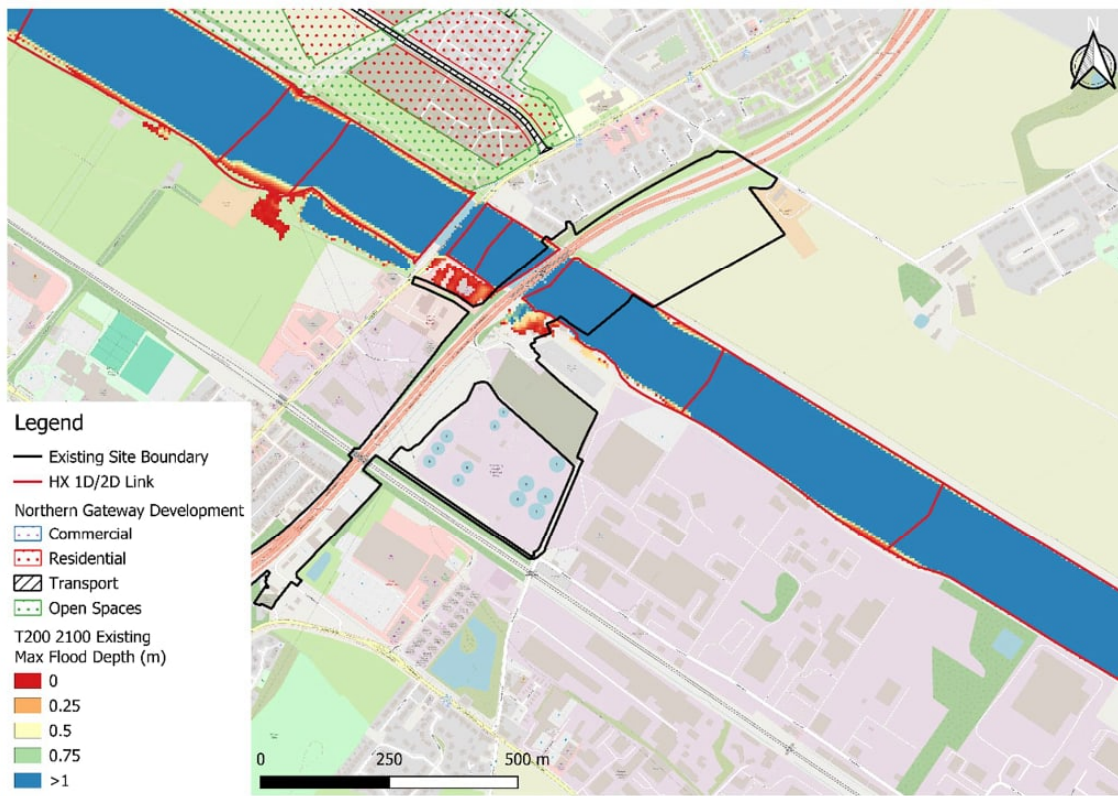 N
Legend
Existing Site Boundary
HX 1D/2D Link
Northern Gateway Development
Commercial
Residential
Transport
Open Spaces
T200 2100 Existing
Max Flood Depth (m)
0
0.25
0.5
0.75
>1
0 250 500 m